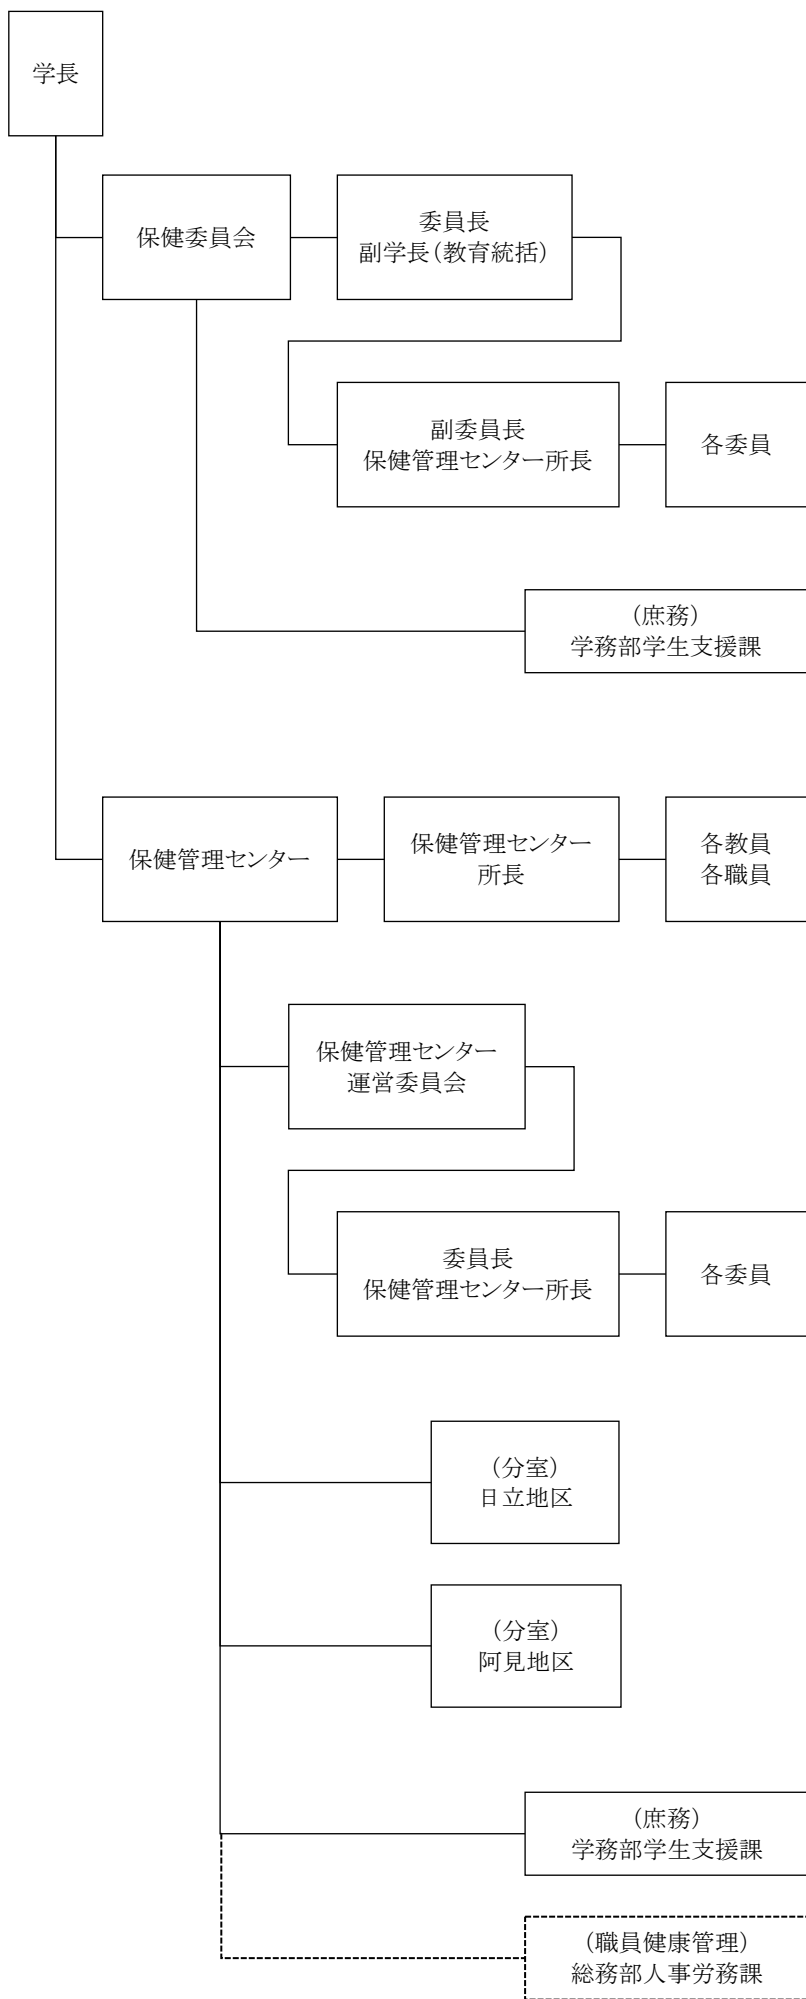 学長
保健委員会
委員長
副学長（教育統括）
副委員長
保健管理センター所長
各委員
（庶務）
学務部学生支援課
保健管理センター
保健管理センター
所長
各教員
各職員
保健管理センター
運営委員会
委員長
保健管理センター所長
各委員
（分室）
日立地区
（分室）
阿見地区
（庶務）
学務部学生支援課
（職員健康管理）
総務部人事労務課